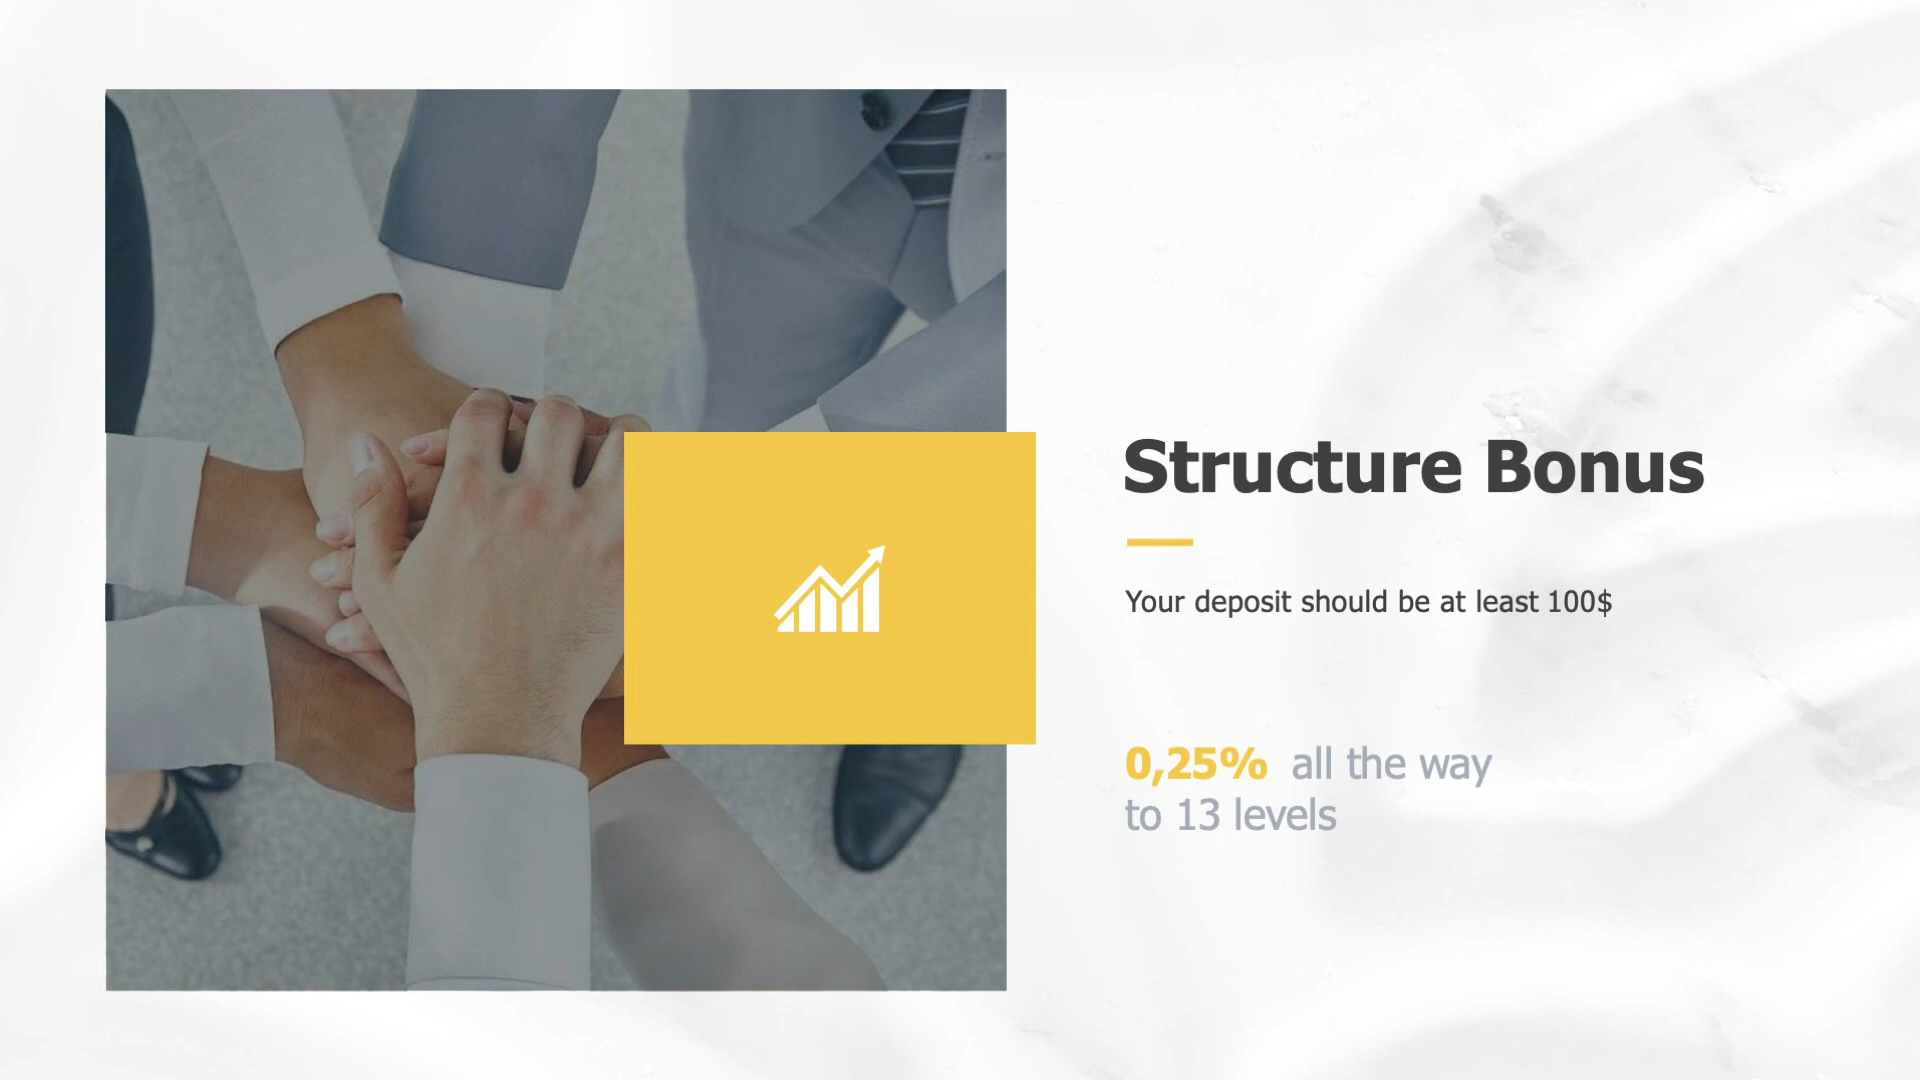 Structure Bonus
Your deposit should be at least 100$
0,25% all the way
to 13 levels